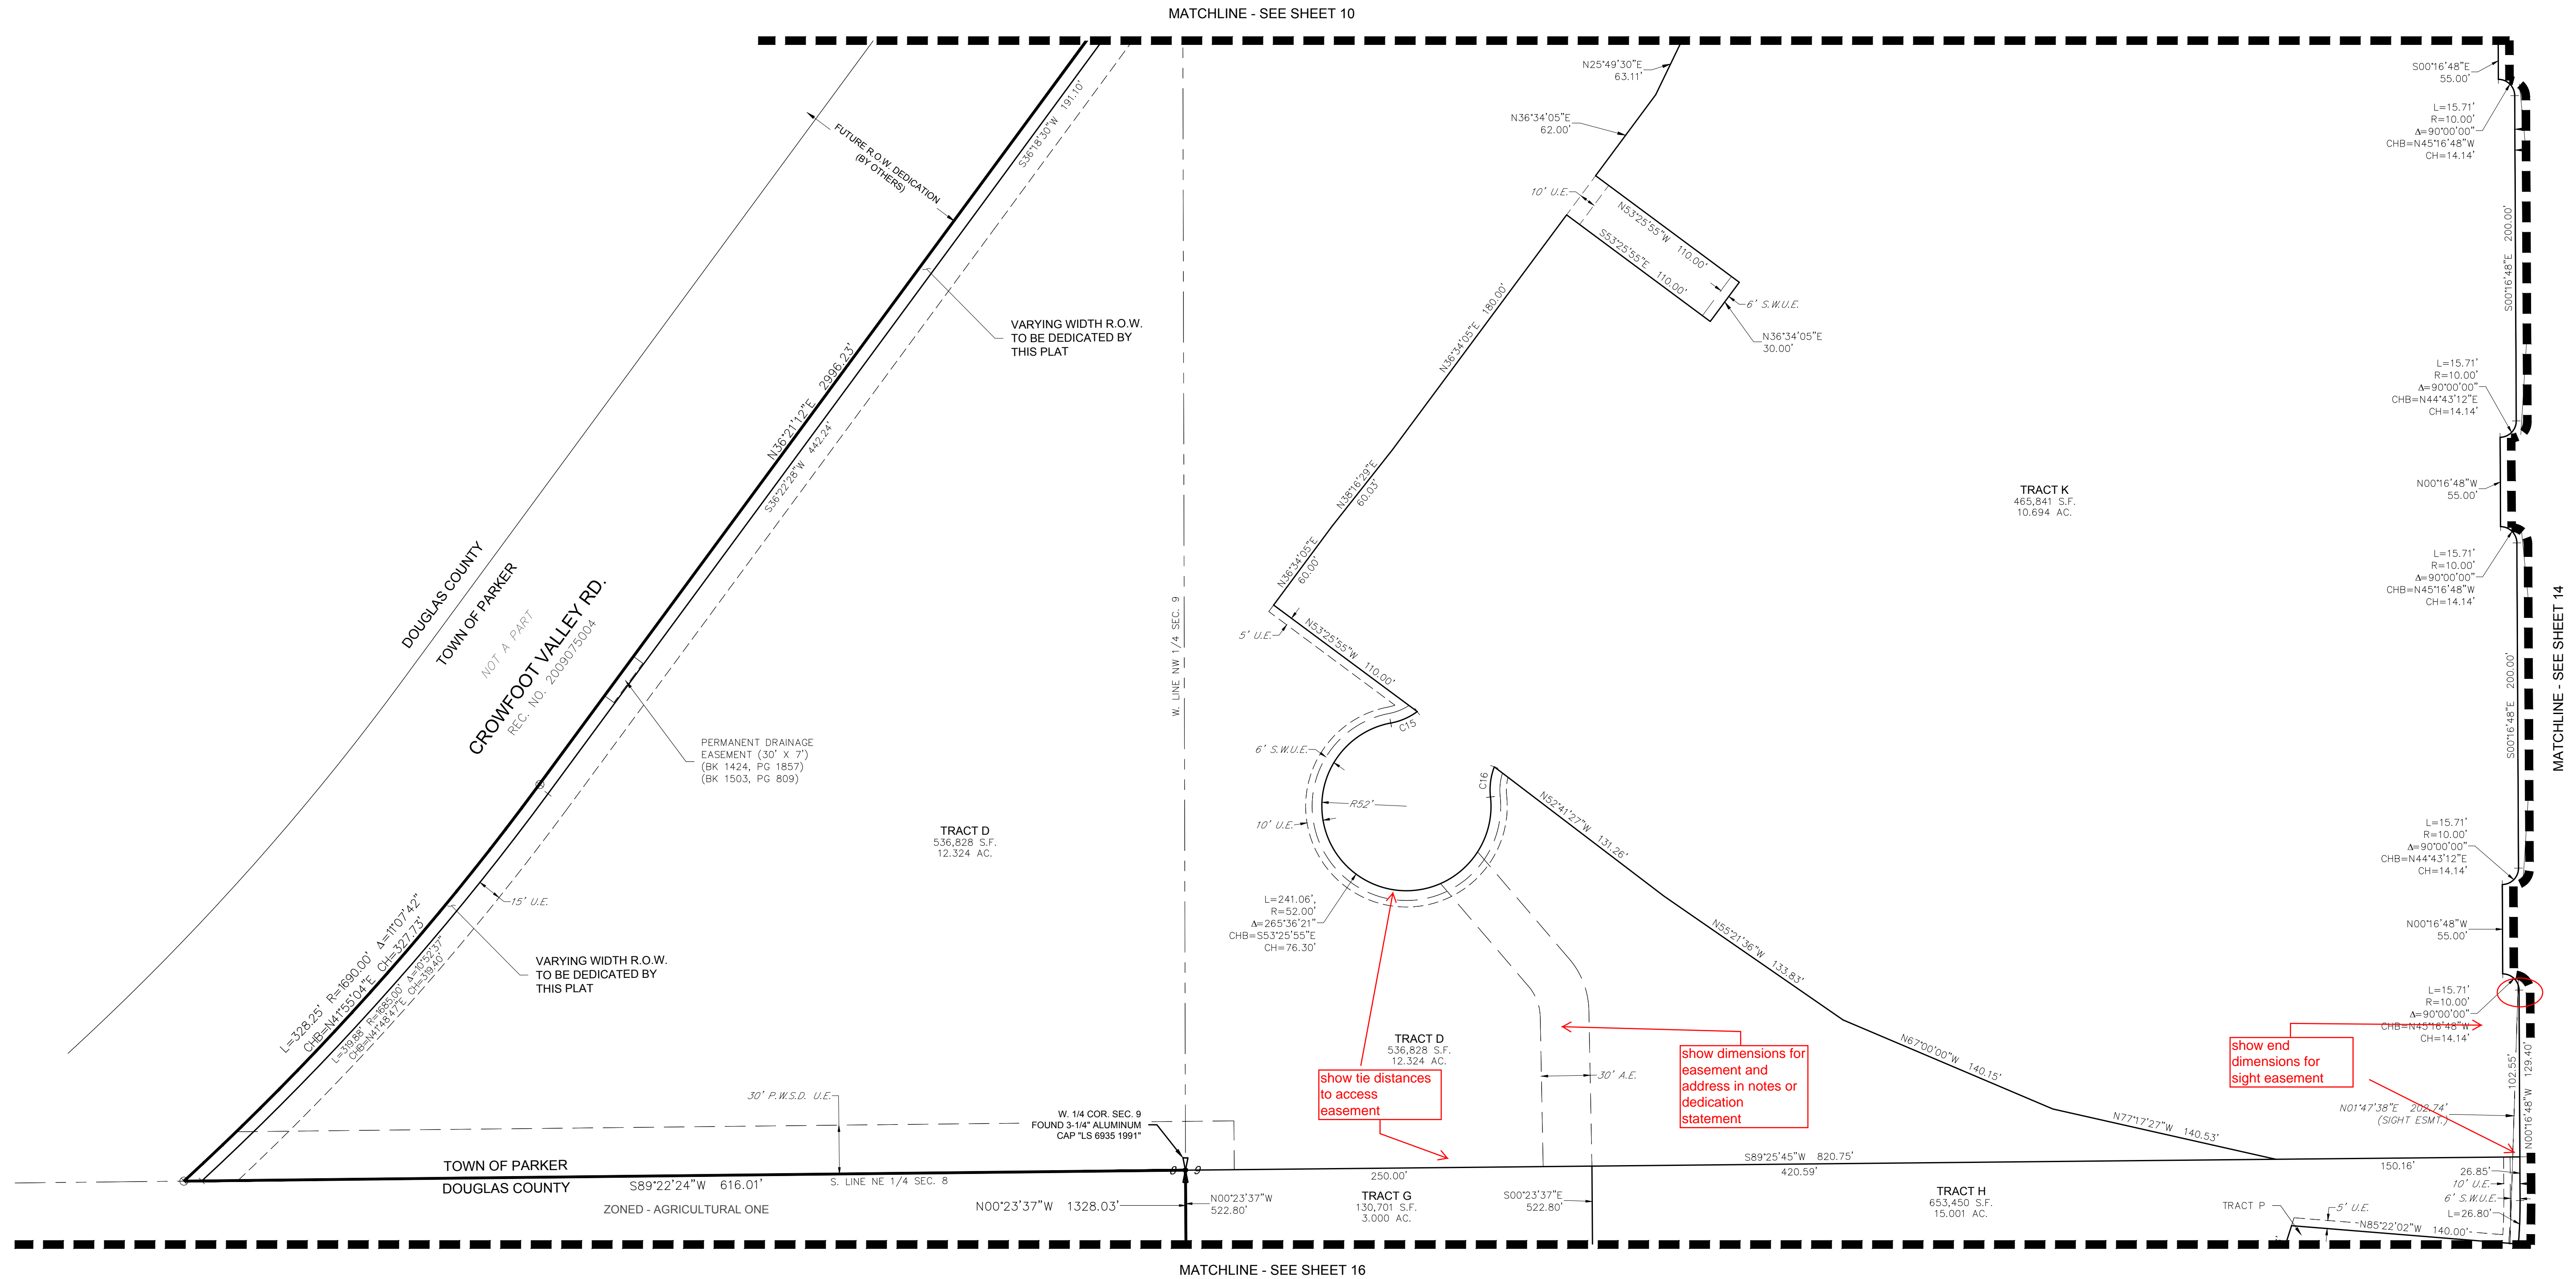 MATCHLINE - SEE SHEET 10
N25°49'30"E
63.11'
S00°16'48"E
55.00'
L=15.71'
R=10.00'
Δ=90°00'00"
CHB=N45°16'48"W
CH=14.14'
N36°34'05"E
62.00'
S36°18'30"W 191.10'
FUTURE R.O.W. DEDICATION
(BY OTHERS)
10' U.E.
N53°25'55"W 110.00'
S53°25'55"E 110.00'
6' S.W.U.E.
N36°34'05"E
30.00'
S00°16'48"E 200.00'
VARYING WIDTH R.O.W.
TO BE DEDICATED BY
THIS PLAT
N36°34'05"E 180.00'
N36°21'12"E 2996.23'
S36°22'28"W 442.24'
L=15.71'
R=10.00'
Δ=90°00'00"
CHB=N44°43'12"E
CH=14.14'
N38°16'29"E
60.03'
TRACT K
465,841 S.F.
10.694 AC.
N00°16'48"W
55.00'
DOUGLAS COUNTY
TOWN OF PARKER
NOT A PART
CROWFOOT VALLEY RD.
REC. NO. 2009075004
N36°34'05"E
60.00'
L=15.71'
R=10.00'
Δ=90°00'00"
CHB=N45°16'48"W
CH=14.14'
W. LINE NW 1/4 SEC. 9
5' U.E.
N53°25'55"W 110.00'
MATCHLINE - SEE SHEET 14
S00°16'48"E 200.00'
C15
6' S.W.U.E.
PERMANENT DRAINAGE
EASEMENT (30' X 7')
(BK 1424, PG 1857)
(BK 1503, PG 809)
C16
R52'
10' U.E.
N52°41'27"W 131.26'
TRACT D
536,828 S.F.
12.324 AC.
L=15.71'
R=10.00'
Δ=90°00'00"
CHB=N44°43'12"E
CH=14.14'
15' U.E.
L=241.06',
R=52.00'
Δ=265°36'21"
CHB=S53°25'55"E
CH=76.30'
N55°21'36"W 133.83'
N00°16'48"W
55.00'
L=328.25' R=1690.00' Δ=11°07'42"
CHB=N41°55'04"E CH=327.73'
L=319.88' R=1685.00' Δ=10°52'37"
CHB=N41°48'47"E CH=319.40'
VARYING WIDTH R.O.W.
TO BE DEDICATED BY
THIS PLAT
L=15.71'
R=10.00'
Δ=90°00'00"
CHB=N45°16'48"W
CH=14.14'
TRACT D
536,828 S.F.
12.324 AC.
show tie distances
to access
easement
show dimensions for
easement and
address in notes or
dedication
statement
show end
dimensions for
sight easement
30' A.E.
N67°00'00"W 140.15'
102.55'
N00°16'48"W 129.40'
30' P.W.S.D. U.E.
N01°47'38"E 202.74'
(SIGHT ESMT.)
W. 1/4 COR. SEC. 9
FOUND 3-1/4" ALUMINUM
CAP "LS 6935 1991"
N77°17'27"W 140.53'
8 9
TOWN OF PARKER
DOUGLAS COUNTY
S89°22'24"W 616.01'
S. LINE NE 1/4 SEC. 8
S89°25'45"W 820.75'
250.00'
420.59'
150.16'
26.85'
10' U.E.
6' S.W.U.E.
L=26.80'
ZONED - AGRICULTURAL ONE
N00°23'37"W 1328.03'
N00°23'37"W
522.80'
TRACT G
130,701 S.F.
3.000 AC.
S00°23'37"E
522.80'
TRACT H
653,450 S.F.
15.001 AC.
TRACT P
5' U.E.
N85°22'02"W 140.00'
MATCHLINE - SEE SHEET 16